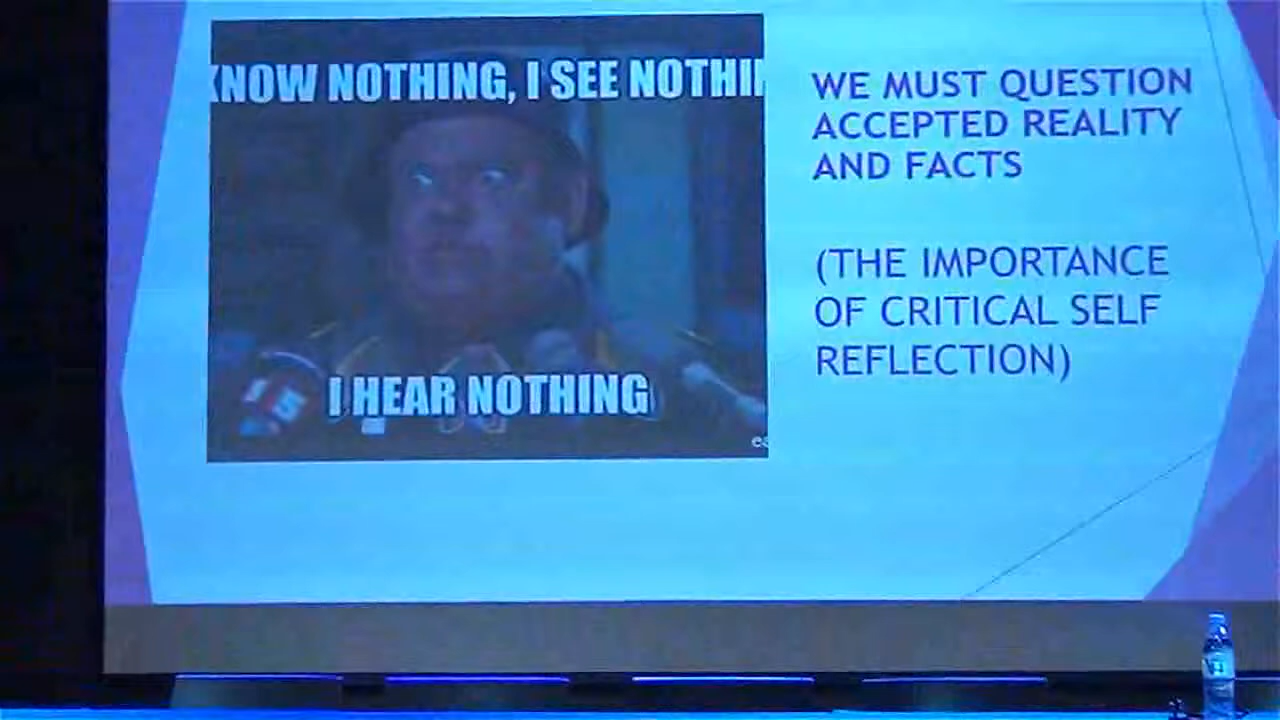 KNOW NOTHING, I SEE NOTHIN
I HEAR NOTHING
WE MUST QUESTION
ACCEPTED REALITY
AND FACTS
(THE IMPORTANCE
OF CRITICAL SELF
REFLECTION)